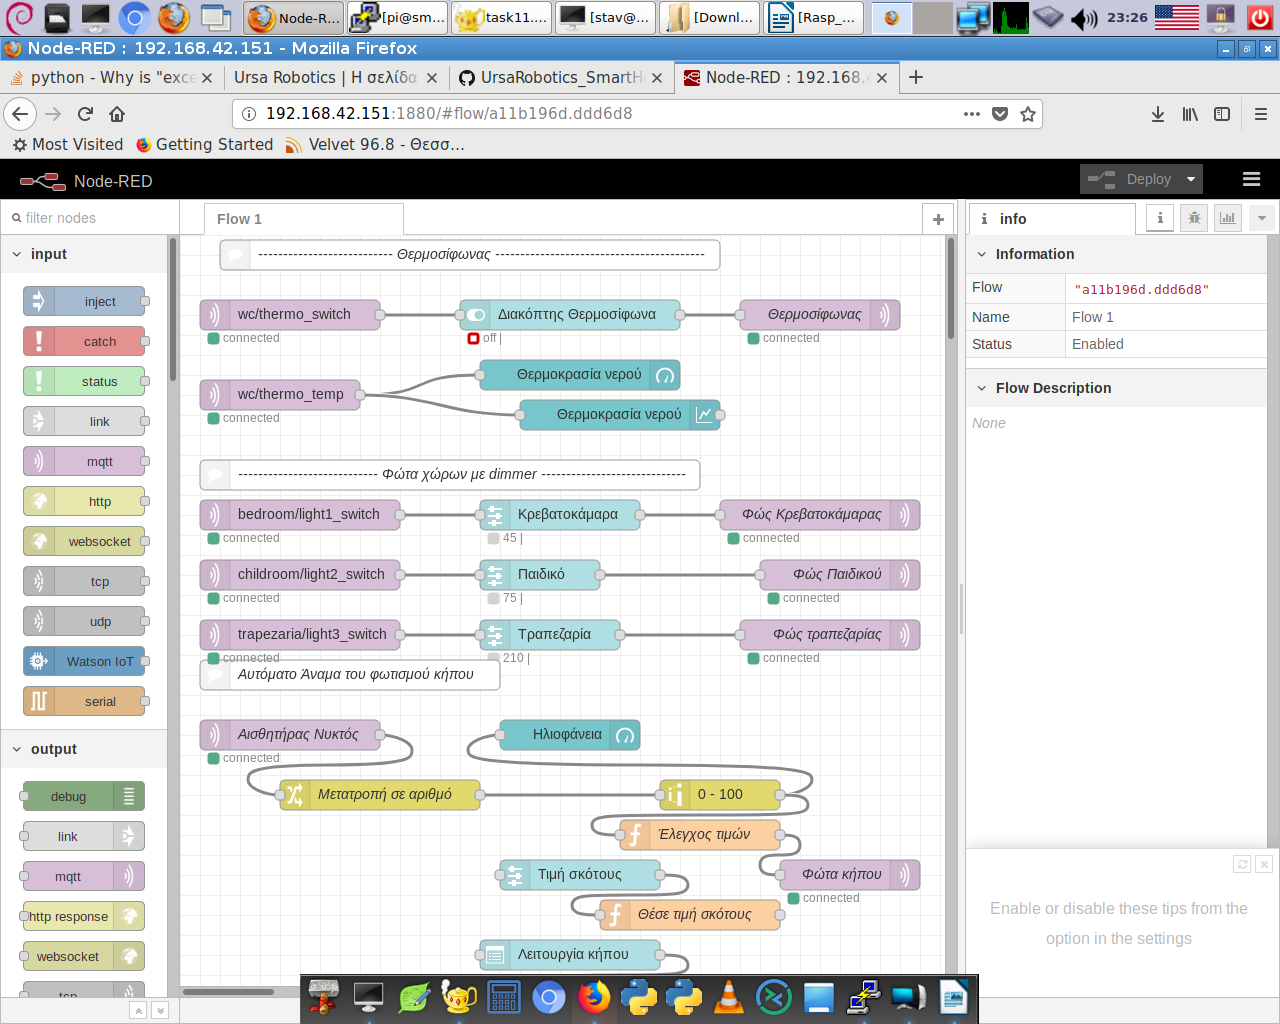 Node-R...
[pi@sm...
task11....
[stav@...
[Downl...
[Rasp_...
23:26
Node-RED : 192.168.42.151 - Mozilla Firefox
python - Why is "exce
Ursa Robotics | Η σελίδα
UrsaRobotics_SmartH
Node-RED : 192.168.4
192.168.42.151:1880/#flow/a11b196d.ddd6d8
Most Visited
Getting Started
Velvet 96.8 - Θεσσ...
Node-RED
Deploy
filter nodes
Flow 1
info
input
inject
catch
status
link
mqtt
http
websocket
tcp
udp
Watson IoT
serial
output
debug
link
mqtt
http response
websocket
tcp
--------------------------- Θερμοσίφωνας ------------------------------------------
wc/thermo_switch
connected
Διακόπτης Θερμοσίφωνα
off |
Θερμοσίφωνας
connected
wc/thermo_temp
connected
Θερμοκρασία νερού
Θερμοκρασία νερού
---------------------------- Φώτα χώρων με dimmer -----------------------------
bedroom/light1_switch
connected
Κρεβατοκάμαρα
45 |
Φώς Κρεβατοκάμαρας
connected
childroom/light2_switch
connected
Παιδικό
75 |
Φώς Παιδικού
connected
trapezaria/light3_switch
connected
Τραπεζαρία
210 |
Φώς τραπεζαρίας
connected
Αυτόματο Άναμα του φωτισμού κήπου
Αισθητήρας Νυκτός
connected
Ηλιοφάνεια
Μετατροπή σε αριθμό
0 - 100
Έλεγχος τιμών
Τιμή σκότους
Φώτα κήπου
connected
Θέσε τιμή σκότους
Λειτουργία κήπου
Information
Flow "a11b196d.ddd6d8"
Name Flow 1
Status Enabled
Flow Description
None
Enable or disable these tips from the
option in the settings